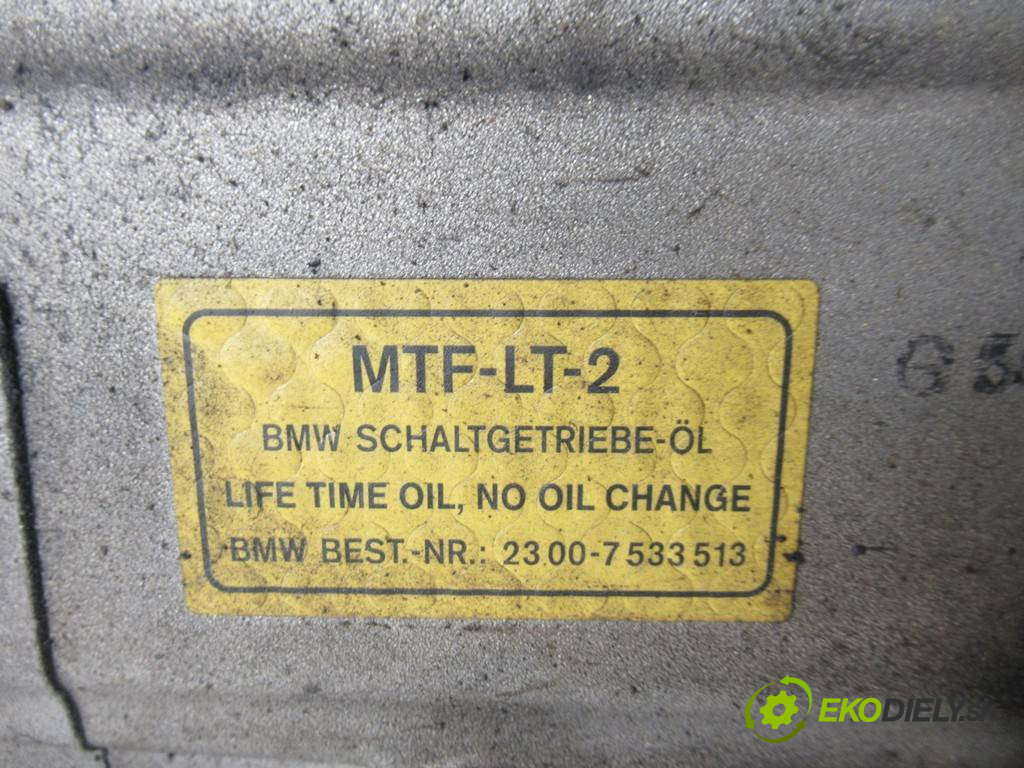 MTF-LT-2
BMW SCHALTGETRIEBE-ÖL
LIFE TIME OIL, NO OIL CHANGE
BMW BEST.-NR.: 23 00-7 533 513
EKODIELY.S